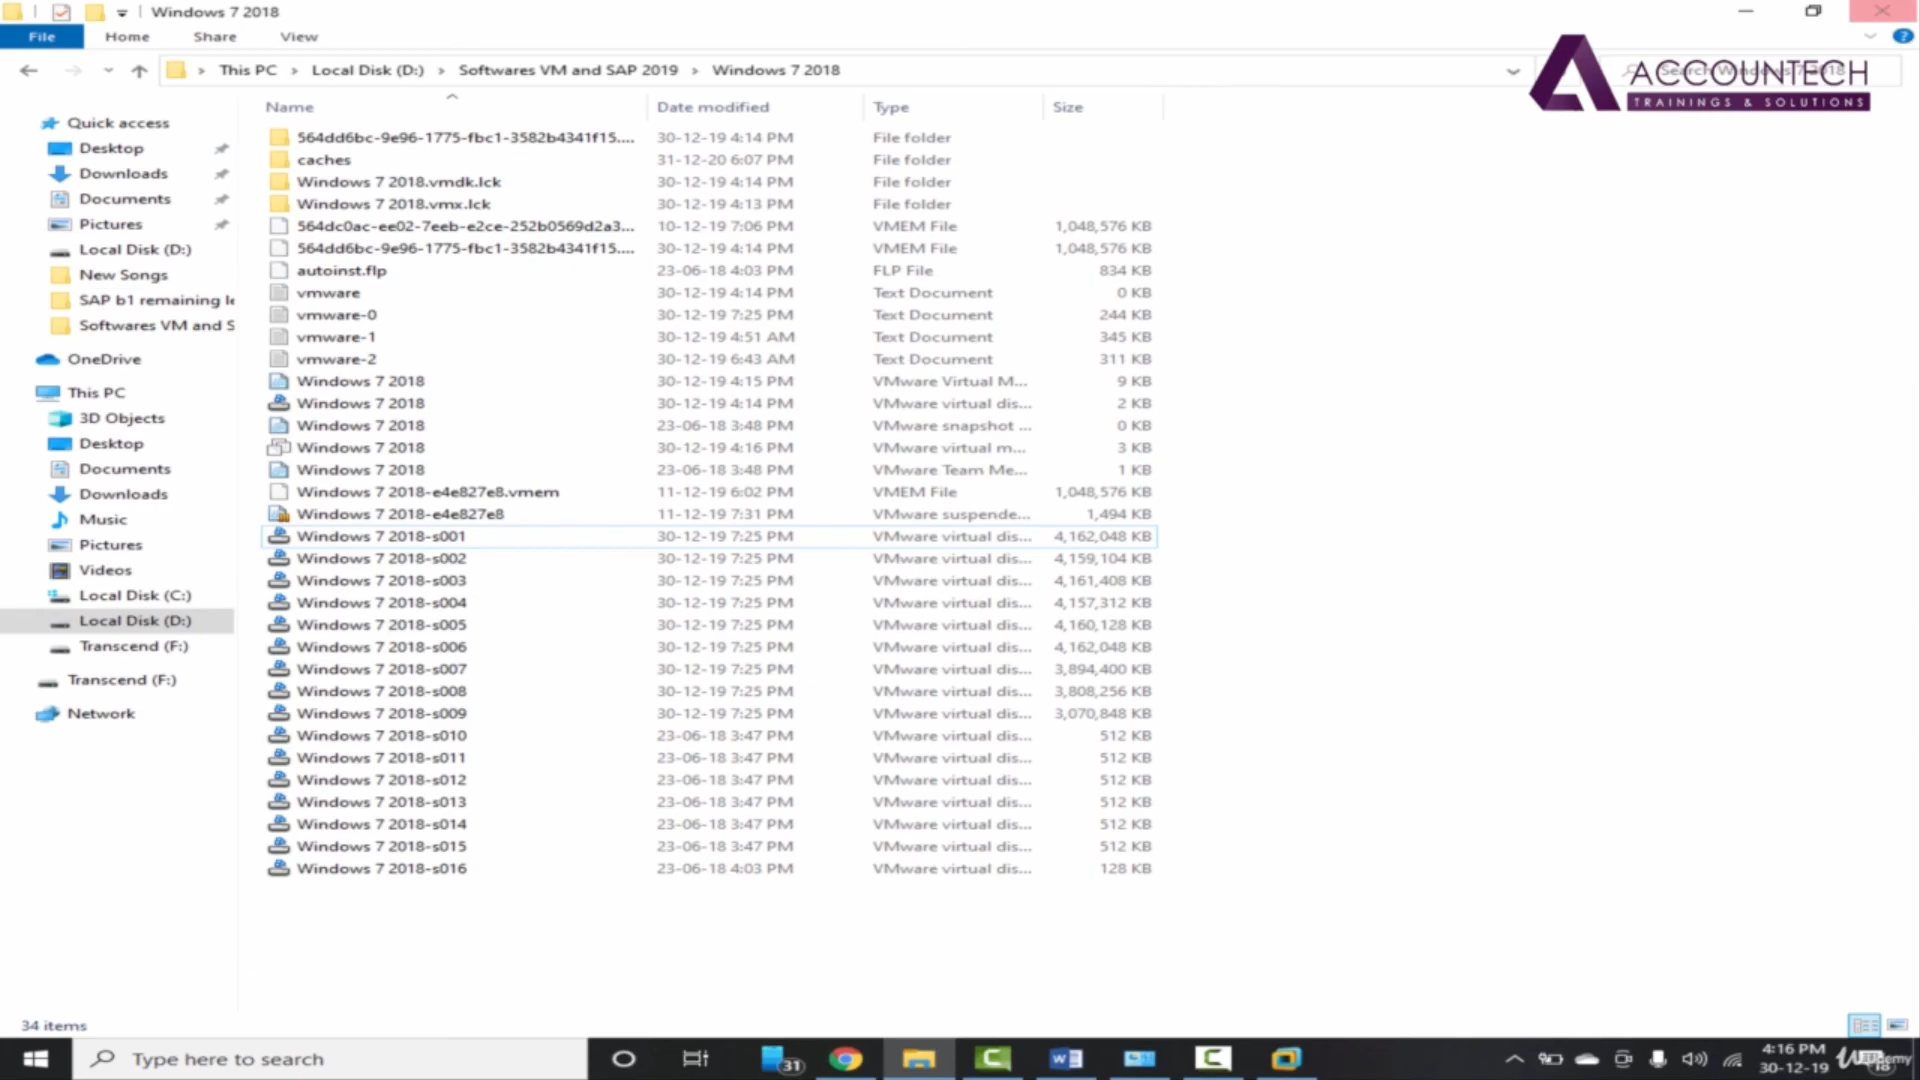 Windows 7 2018
File Home Share View
This PC Local Disk (D:) Softwares VM and SAP 2019 Windows 7 2018
ACCOUNTECH
TRAININGS & SOLUTIONS
Name Date modified Type Size
Quick access
Desktop
Downloads
Documents
Pictures
Local Disk (D:)
New Songs
SAP b1 remaining le
Softwares VM and S
OneDrive
This PC
3D Objects
Desktop
Documents
Downloads
Music
Pictures
Videos
Local Disk (C:)
Local Disk (D:)
Transcend (F:)
Transcend (F:)
Network
564dd6bc-9e96-1775-fbc1-3582b4341f15.... 30-12-19 4:14 PM File folder
caches 31-12-20 6:07 PM File folder
Windows 7 2018.vmdk.lck 30-12-19 4:14 PM File folder
Windows 7 2018.vmx.lck 30-12-19 4:13 PM File folder
564dc0ac-ee02-7eeb-e2ce-252b0569d2a3... 10-12-19 7:06 PM VMEM File 1,048,576 KB
564dd6bc-9e96-1775-fbc1-3582b4341f15.... 30-12-19 4:14 PM VMEM File 1,048,576 KB
autoinst.flp 23-06-18 4:03 PM FLP File 834 KB
vmware 30-12-19 4:14 PM Text Document 0 KB
vmware-0 30-12-19 7:25 PM Text Document 244 KB
vmware-1 30-12-19 4:51 AM Text Document 345 KB
vmware-2 30-12-19 6:43 AM Text Document 311 KB
Windows 7 2018 30-12-19 4:15 PM VMware Virtual M... 9 KB
Windows 7 2018 30-12-19 4:14 PM VMware virtual dis... 2 KB
Windows 7 2018 23-06-18 3:48 PM VMware snapshot ... 0 KB
Windows 7 2018 30-12-19 4:16 PM VMware virtual m... 3 KB
Windows 7 2018 23-06-18 3:48 PM VMware Team Me... 1 KB
Windows 7 2018-e4e827e8.vmem 11-12-19 6:02 PM VMEM File 1,048,576 KB
Windows 7 2018-e4e827e8 11-12-19 7:31 PM VMware suspende... 1,494 KB
Windows 7 2018-s001 30-12-19 7:25 PM VMware virtual dis... 4,162,048 KB
Windows 7 2018-s002 30-12-19 7:25 PM VMware virtual dis... 4,159,104 KB
Windows 7 2018-s003 30-12-19 7:25 PM VMware virtual dis... 4,161,408 KB
Windows 7 2018-s004 30-12-19 7:25 PM VMware virtual dis... 4,157,312 KB
Windows 7 2018-s005 30-12-19 7:25 PM VMware virtual dis... 4,160,128 KB
Windows 7 2018-s006 30-12-19 7:25 PM VMware virtual dis... 4,162,048 KB
Windows 7 2018-s007 30-12-19 7:25 PM VMware virtual dis... 3,894,400 KB
Windows 7 2018-s008 30-12-19 7:25 PM VMware virtual dis... 3,808,256 KB
Windows 7 2018-s009 30-12-19 7:25 PM VMware virtual dis... 3,070,848 KB
Windows 7 2018-s010 23-06-18 3:47 PM VMware virtual dis... 512 KB
Windows 7 2018-s011 23-06-18 3:47 PM VMware virtual dis... 512 KB
Windows 7 2018-s012 23-06-18 3:47 PM VMware virtual dis... 512 KB
Windows 7 2018-s013 23-06-18 3:47 PM VMware virtual dis... 512 KB
Windows 7 2018-s014 23-06-18 3:47 PM VMware virtual dis... 512 KB
Windows 7 2018-s015 23-06-18 3:47 PM VMware virtual dis... 512 KB
Windows 7 2018-s016 23-06-18 4:03 PM VMware virtual dis... 128 KB
34 items
Type here to search
31
4:16 PM
30-12-19